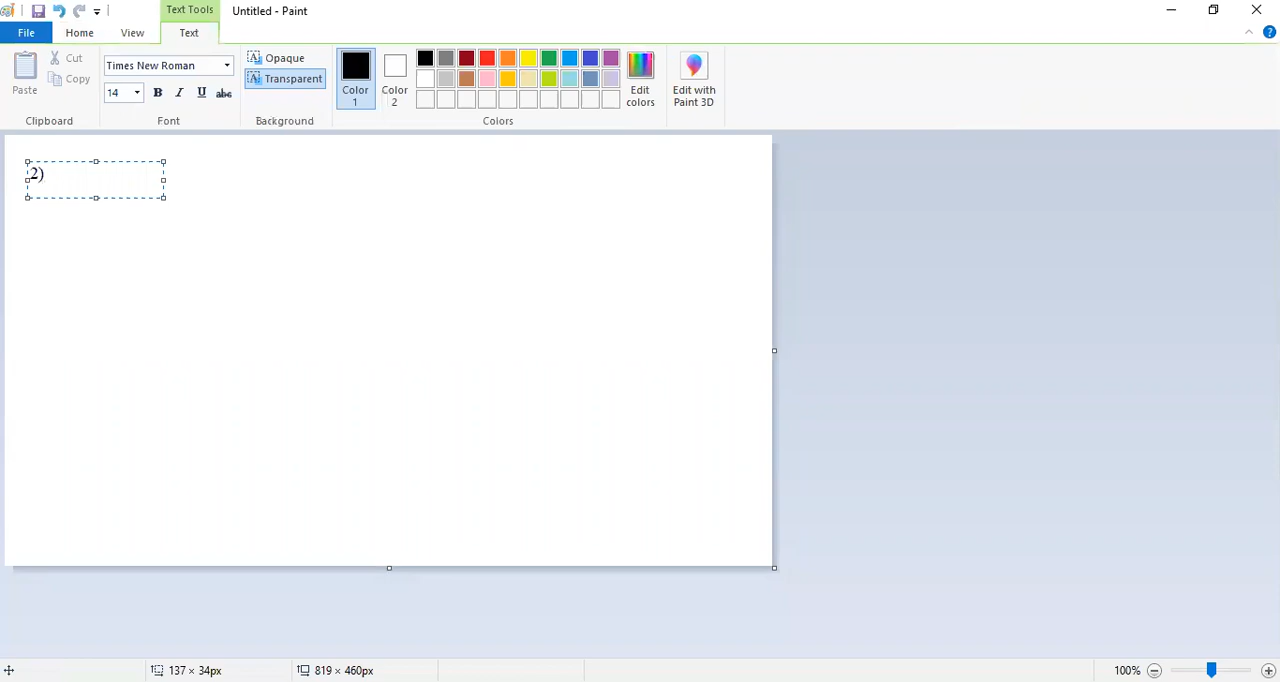 Text Tools
Untitled - Paint
File
Home
View
Text
Paste
Cut
Copy
Clipboard
Times New Roman
14
B
I
U
abc
Font
Opaque
Transparent
Background
Color
1
Color
2
Edit
colors
Colors
Edit with
Paint 3D
2)
137 × 34px
819 × 460px
100%